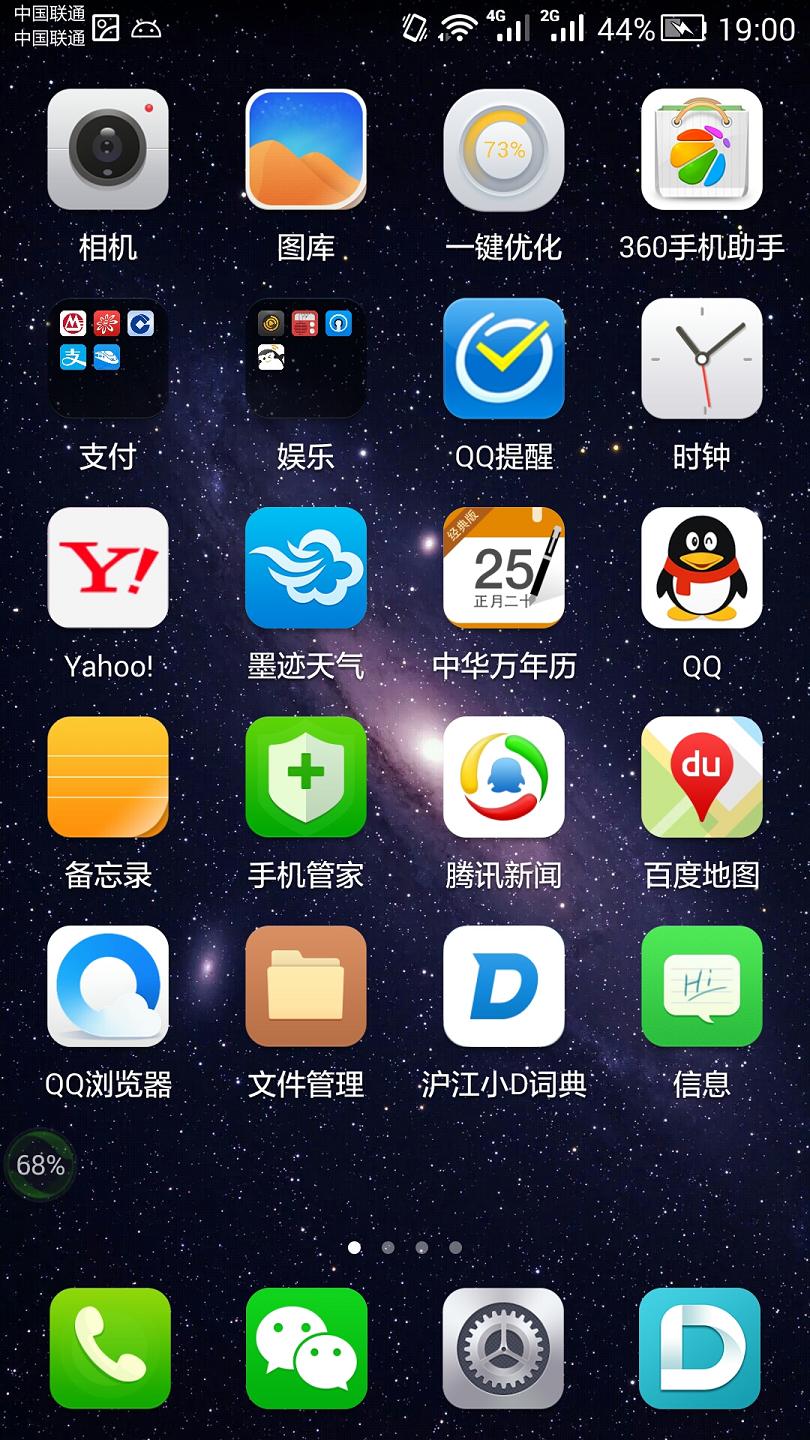 中国联通
中国联通
4G 2G 44% 19:00
73%
相机 图库 一键优化 360手机助手
支付 娱乐 QQ提醒 时钟
Y!
经典版
25
正月二十
Yahoo! 墨迹天气 中华万年历 QQ
du
备忘录 手机管家 腾讯新闻 百度地图
D
Hi
QQ浏览器 文件管理 沪江小D词典 信息
68%
D